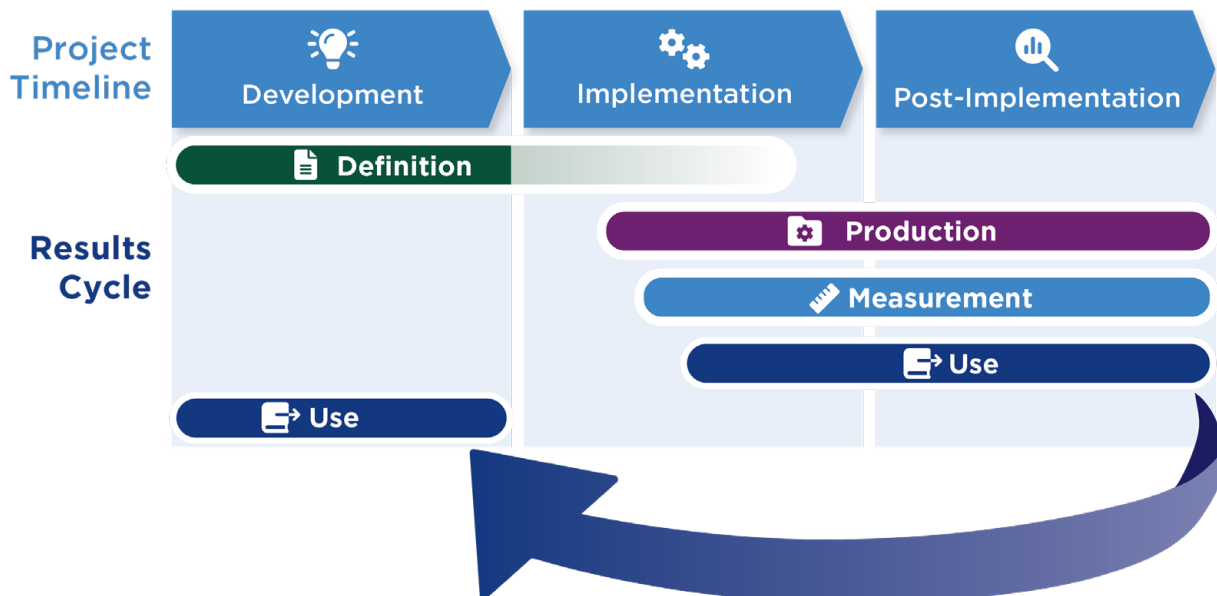 Project
Timeline
Development
Implementation
Post-Implementation
Definition
Results
Cycle
Production
Measurement
Use
Use